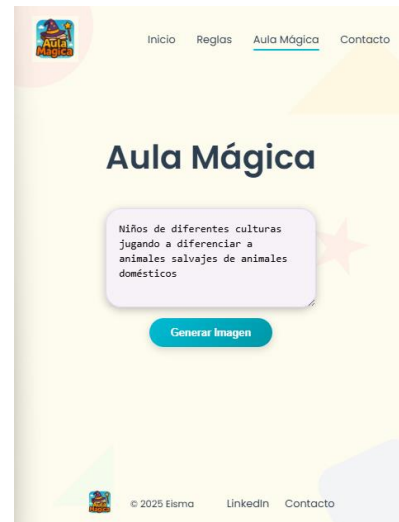 Aula Mágica
Inicio Reglas Aula Mágica Contacto
Aula Mágica
Niños de diferentes culturas
jugando a diferenciar a
animales salvajes de animales
domésticos
Generar Imagen
© 2025 Eisma LinkedIn Contacto